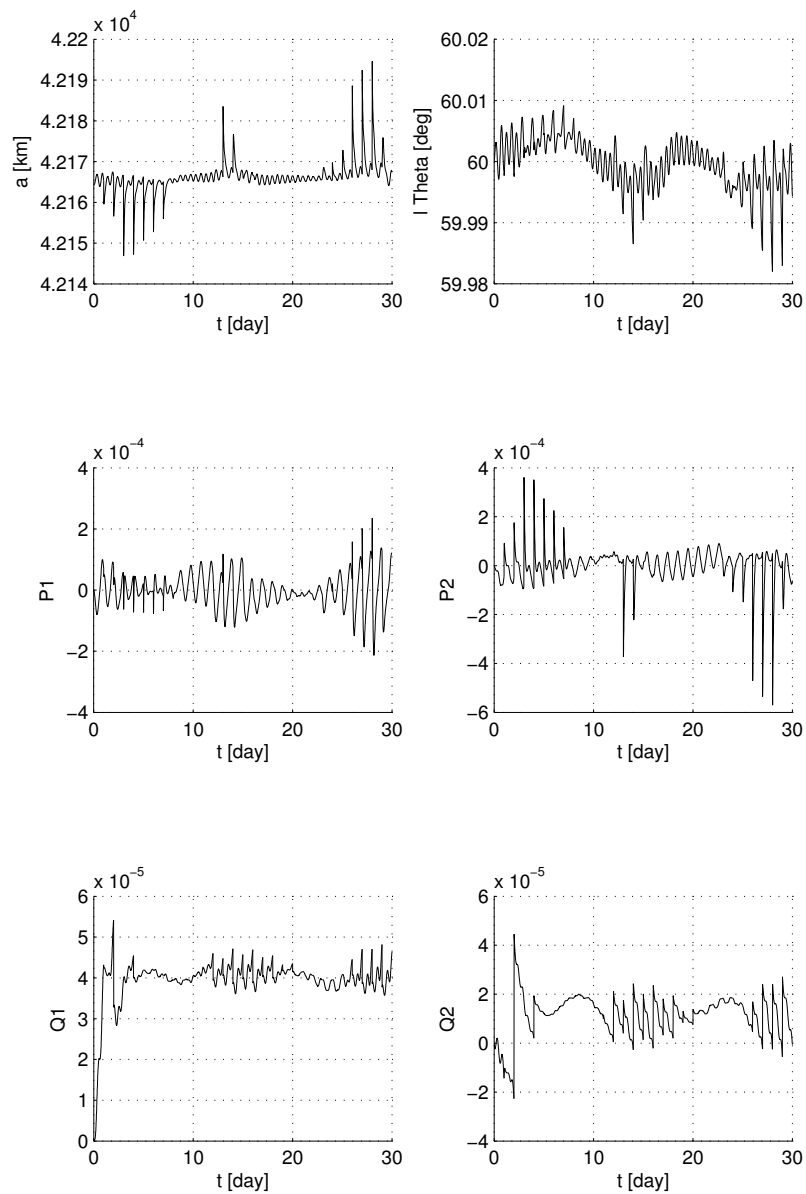 x 10⁻⁴
4.22
4.219
4.218
4.217
4.216
4.215
4.214
0 10 20 30
a [km]
t [day]
60.02
60.01
60
59.99
59.98
0 10 20 30
l Theta [deg]
t [day]
x 10⁻⁴
4
2
0
−2
−4
0 10 20 30
P1
t [day]
x 10⁻⁴
4
2
0
−2
−4
−6
0 10 20 30
P2
t [day]
x 10⁻⁵
6
5
4
3
2
1
0
0 10 20 30
Q1
t [day]
x 10⁻⁵
6
4
2
0
−2
−4
0 10 20 30
Q2
t [day]